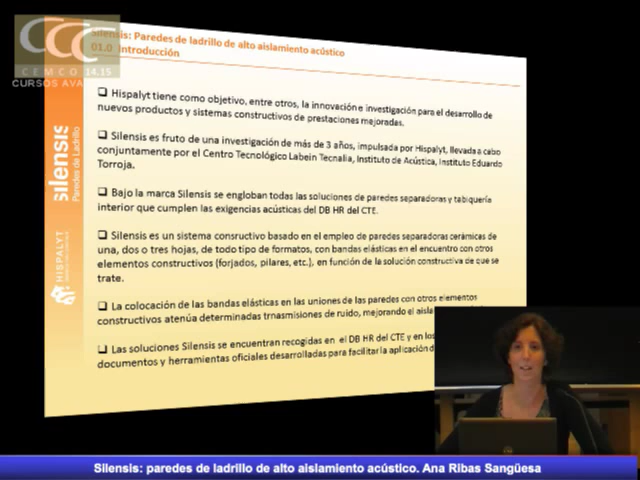 CCC
CEMCO 14.15
CURSOS AVA
Silensis: Paredes de ladrillo de alto aislamiento acústico
01.0 Introducción
silensis
Paredes de Ladrillo
HISPALYT
❑ Hispalyt tiene como objetivo, entre otros, la innovación e investigación para el desarrollo de
nuevos productos y sistemas constructivos de prestaciones mejoradas.
❑ Silensis es fruto de una investigación de más de 3 años, impulsada por Hispalyt, llevada a cabo
conjuntamente por el Centro Tecnológico Labein Tecnalia, Instituto de Acústica, Instituto Eduardo
Torroja.
❑ Bajo la marca Silensis se engloban todas las soluciones de paredes separadoras y tabiquería
interior que cumplen las exigencias acústicas del DB HR del CTE.
❑ Silensis es un sistema consructivo basado en el empleo de paredes separadoras cerámicas de
una, dos o tres hojas, de todo tipo de formatos, con bandas elásticas en el encuentro con otros
elementos constructivos (forjados, pilares, etc.), en función de la solución constructiva de que se
trate.
❑ La colocación de las bandas elásticas en las uniones de las paredes con otros elementos
constructivos atenúa determinadas trnasmisiones de ruido, mejorando el aisla
❑ Las soluciones Silensis se encuentran recogidas en el DB HR del CTE y en los
documentos y herramientas oficiales desarrolladas para facilitar la aplicación d
Silensis: paredes de ladrillo de alto aislamiento acústico. Ana Ribas Sangüesa